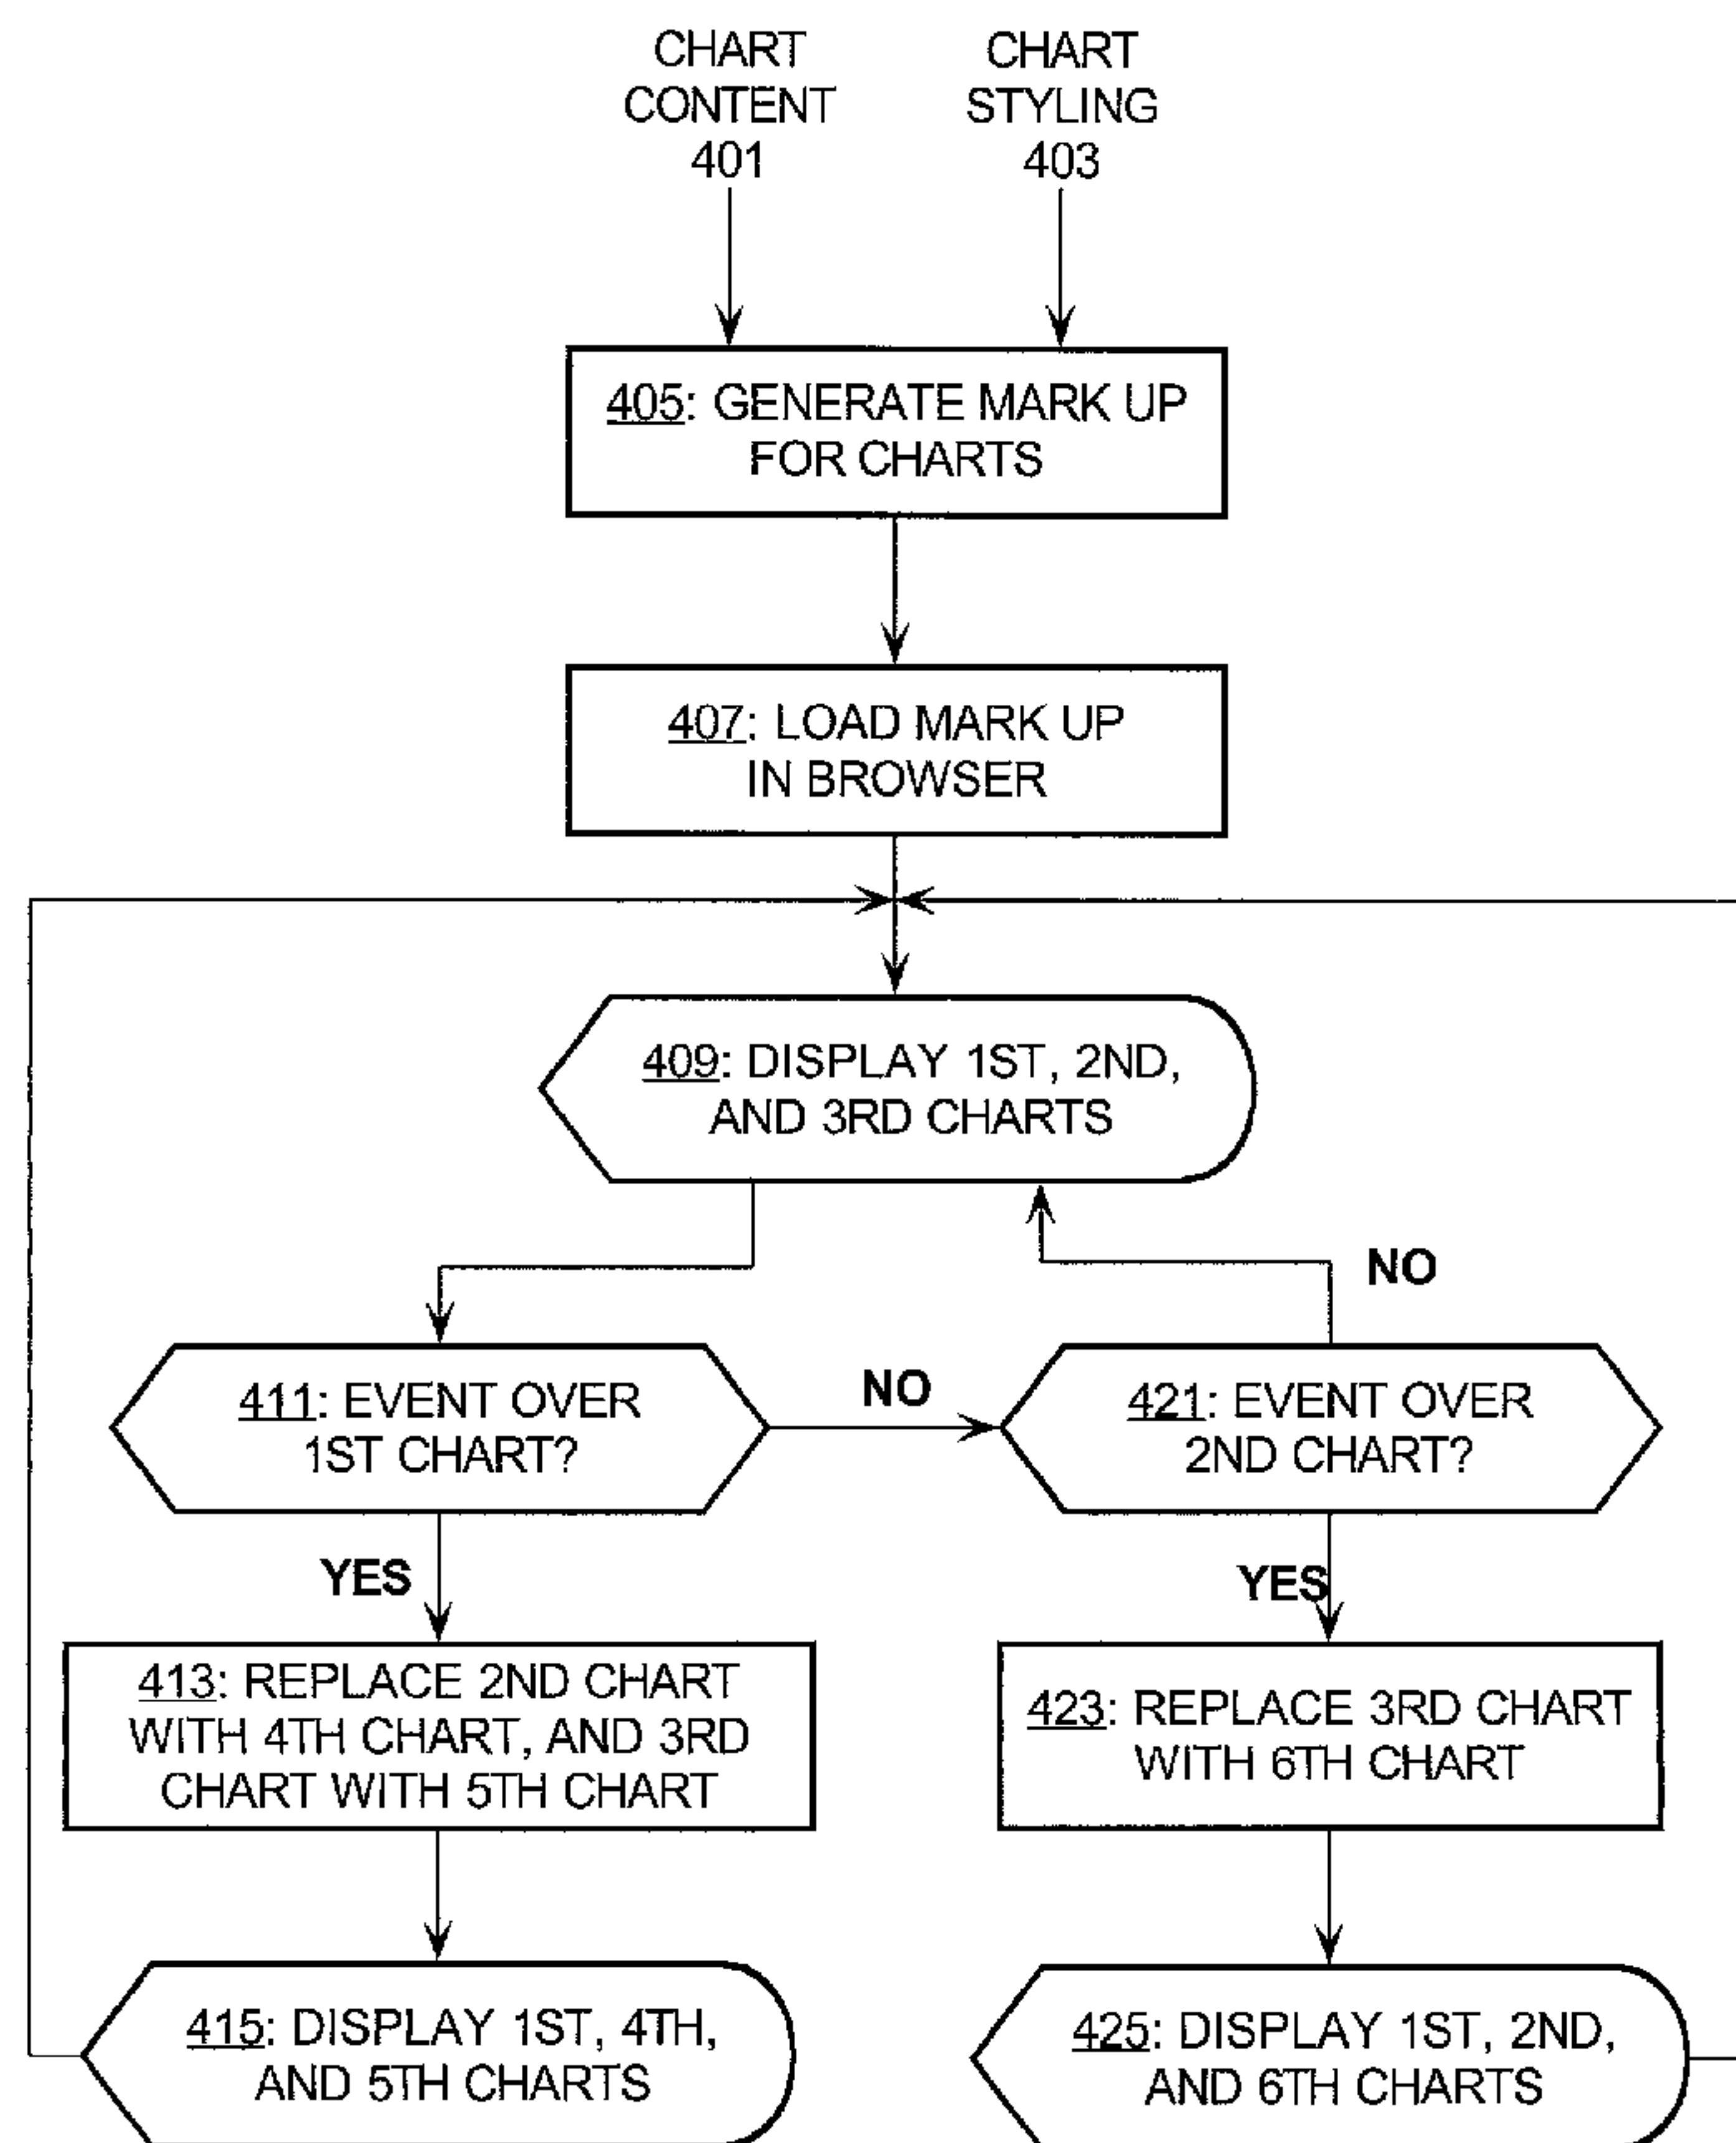 CHART
CONTENT
401
CHART
STYLING
403
405: GENERATE MARK UP
FOR CHARTS
407: LOAD MARK UP
IN BROWSER
409: DISPLAY 1ST, 2ND,
AND 3RD CHARTS
NO
411: EVENT OVER
1ST CHART?
NO
421: EVENT OVER
2ND CHART?
YES
YES
413: REPLACE 2ND CHART
WITH 4TH CHART, AND 3RD
CHART WITH 5TH CHART
423: REPLACE 3RD CHART
WITH 6TH CHART
415: DISPLAY 1ST, 4TH,
AND 5TH CHARTS
425: DISPLAY 1ST, 2ND,
AND 6TH CHARTS